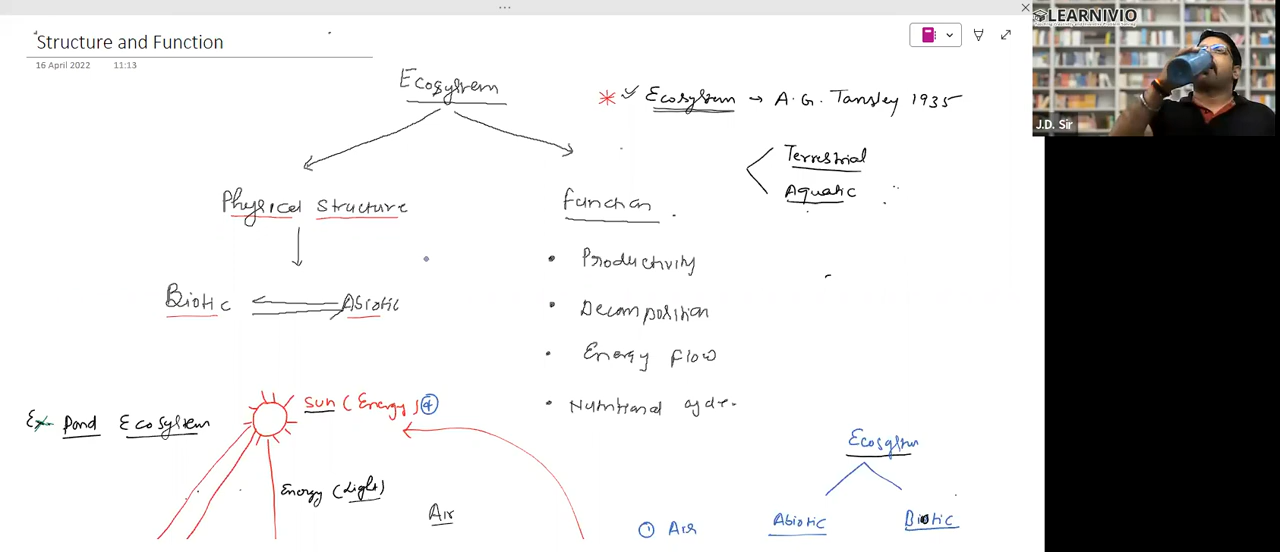 Structure and Function
16 April 2022 11:13
Ecosystem
Ecosystem → A.G. Tansley 1935
Terrestrial
Aquatic
Physical Structure
Function
Biotic
Abiotic
• Productivity
• Decomposition
• Energy flow
• Nutritional cycle
Ex Pond Ecosystem
Sun (Energy) 4
Energy (Light)
Air
Ecosystem
Abiotic
Biotic
① Air
LEARNIVIO
J.D. Sir